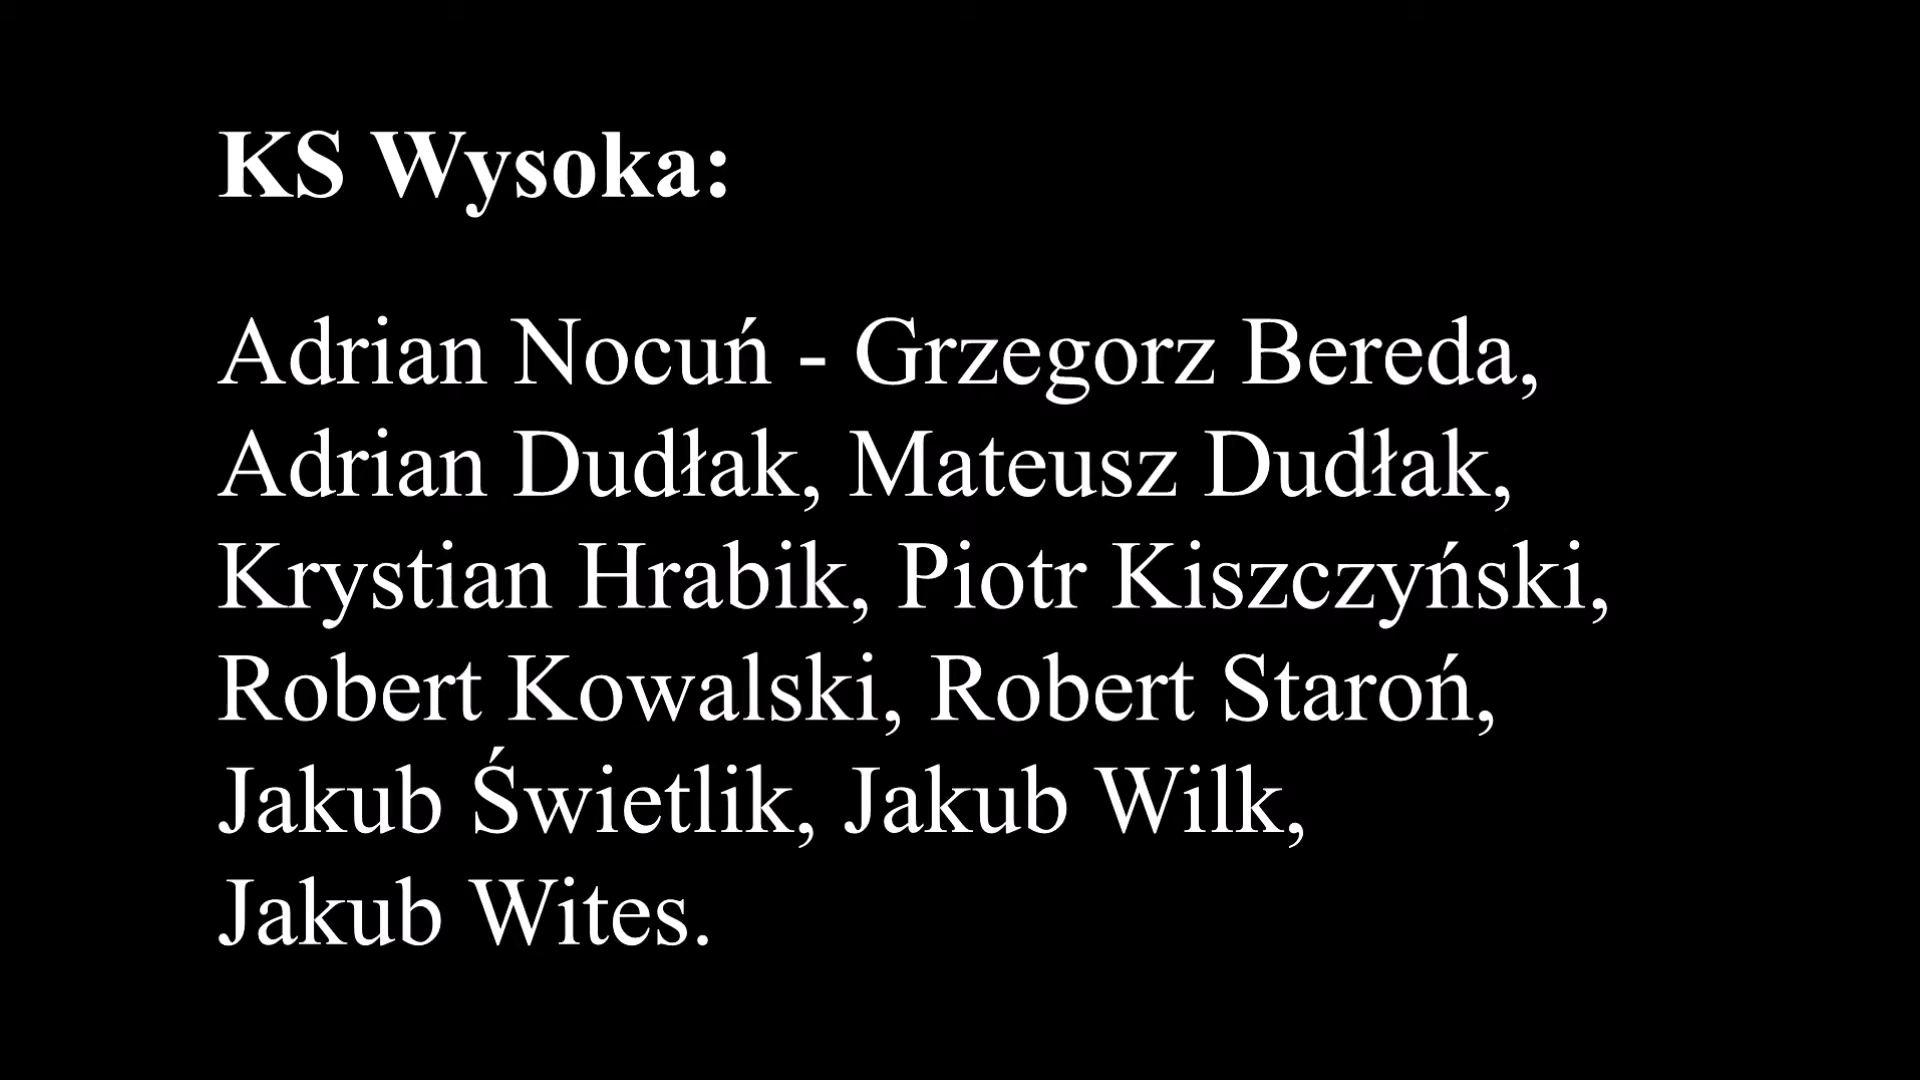 KS Wysoka:
Adrian Nocuń - Grzegorz Bereda,
Adrian Dudłak, Mateusz Dudłak,
Krystian Hrabik, Piotr Kiszczyński,
Robert Kowalski, Robert Staroń,
Jakub Świetlik, Jakub Wilk,
Jakub Wites.